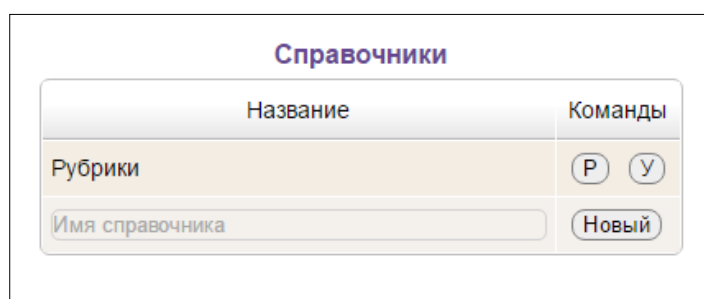 Справочники
Название Команды
Рубрики Р У
Имя справочника Новый